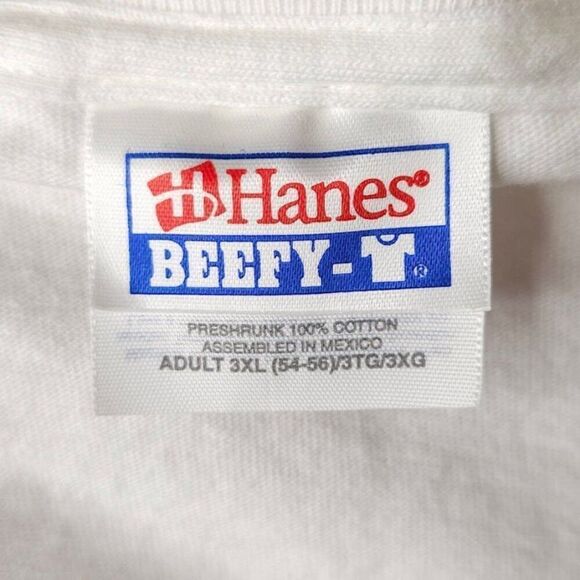 Hanes®
BEEFY-T®
PRESHRUNK 100% COTTON
ASSEMBLED IN MEXICO
ADULT 3XL (54-56)/3TG/3XG